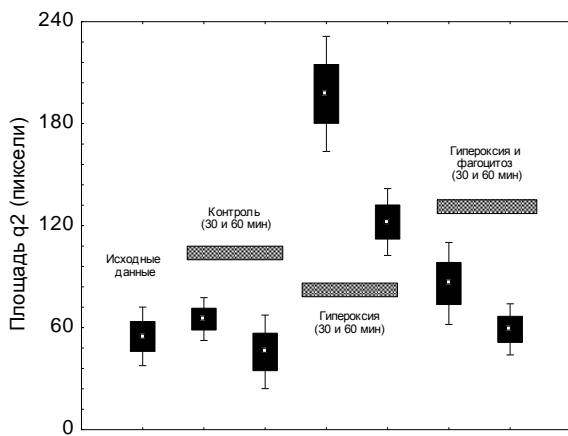 240
180
120
60
0
Площадь q2 (пиксели)
Исходные
данные
Контроль
(30 и 60 мин)
Гипероксия
(30 и 60 мин)
Гипероксия и
фагоцитоз
(30 и 60 мин)